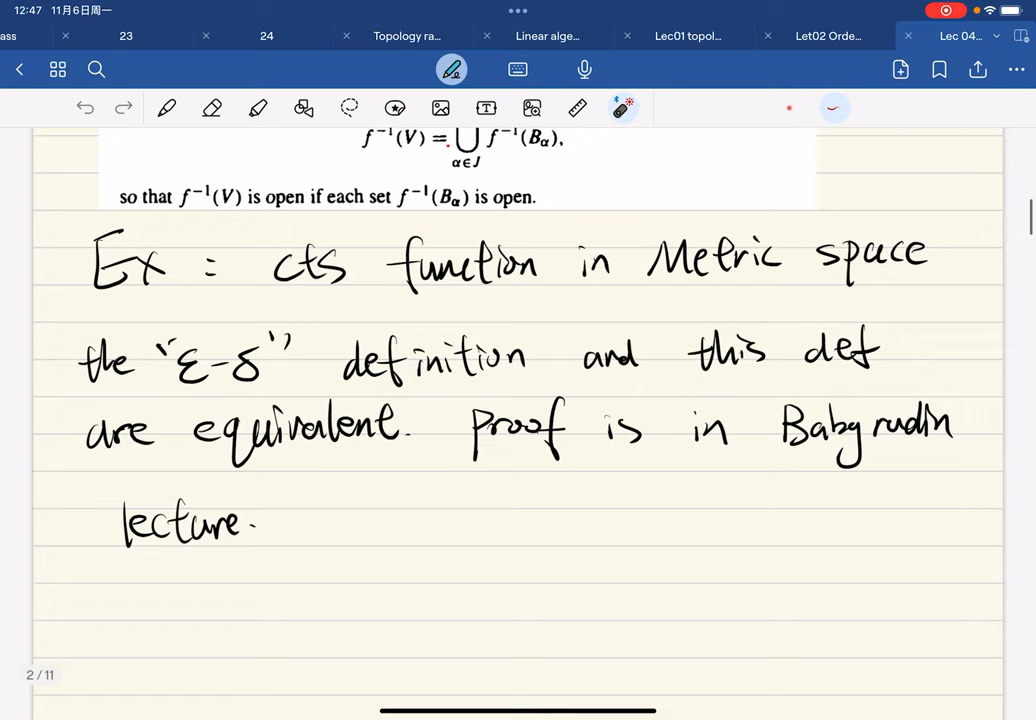 12:47 11月6日周一
ass
23
24
Topology ra...
Linear alge...
Lec01 topol...
Let02 Orde...
Lec 04...
f⁻¹(V) = ⋃ f⁻¹(Bα),
α∈J
so that f⁻¹(V) is open if each set f⁻¹(Bα) is open.
Ex : cts function in Metric space
the "ε-δ" definition and this def
are equivalent. Proof is in Baby rudin
lecture.
2 / 11